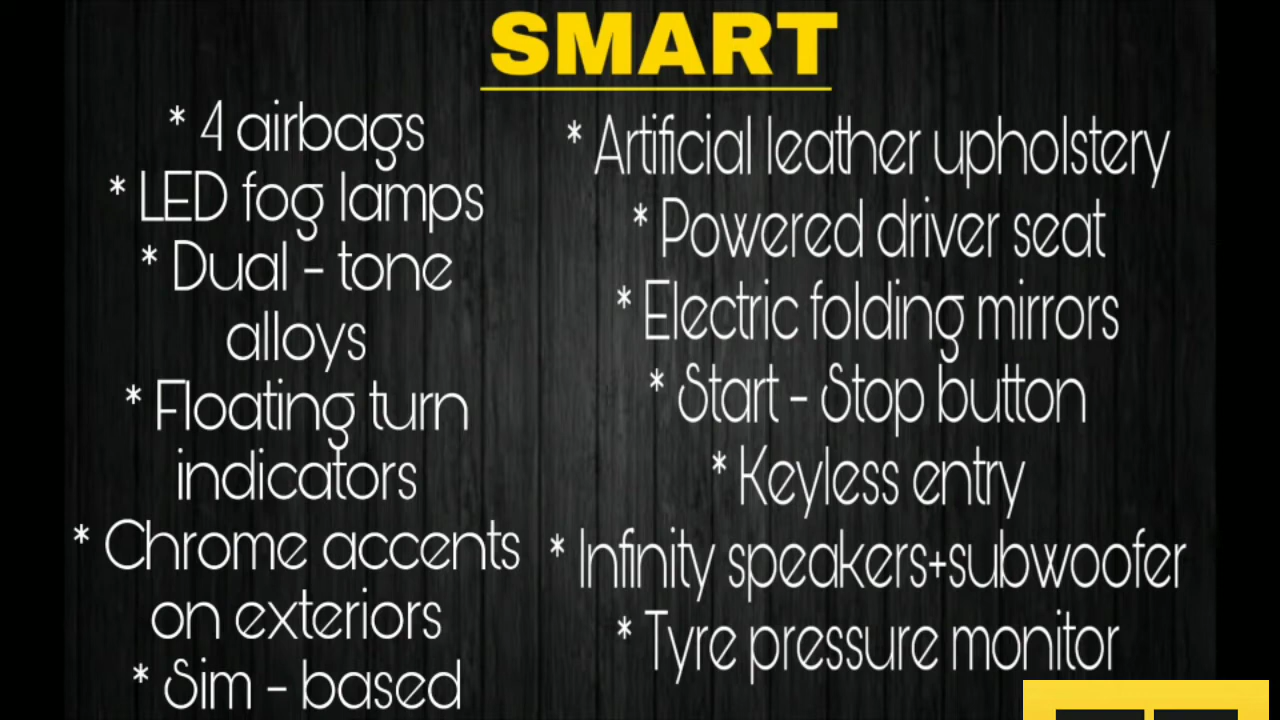 SMART
* 4 airbags
* LED fog lamps
* Dual - tone
alloys
* Floating turn
indicators
* Chrome accents
on exteriors
* Sim - based
* Artificial leather upholstery
* Powered driver seat
* Electric folding mirrors
* Start - Stop button
* Keyless entry
* Infinity speakers+subwoofer
* Tyre pressure monitor